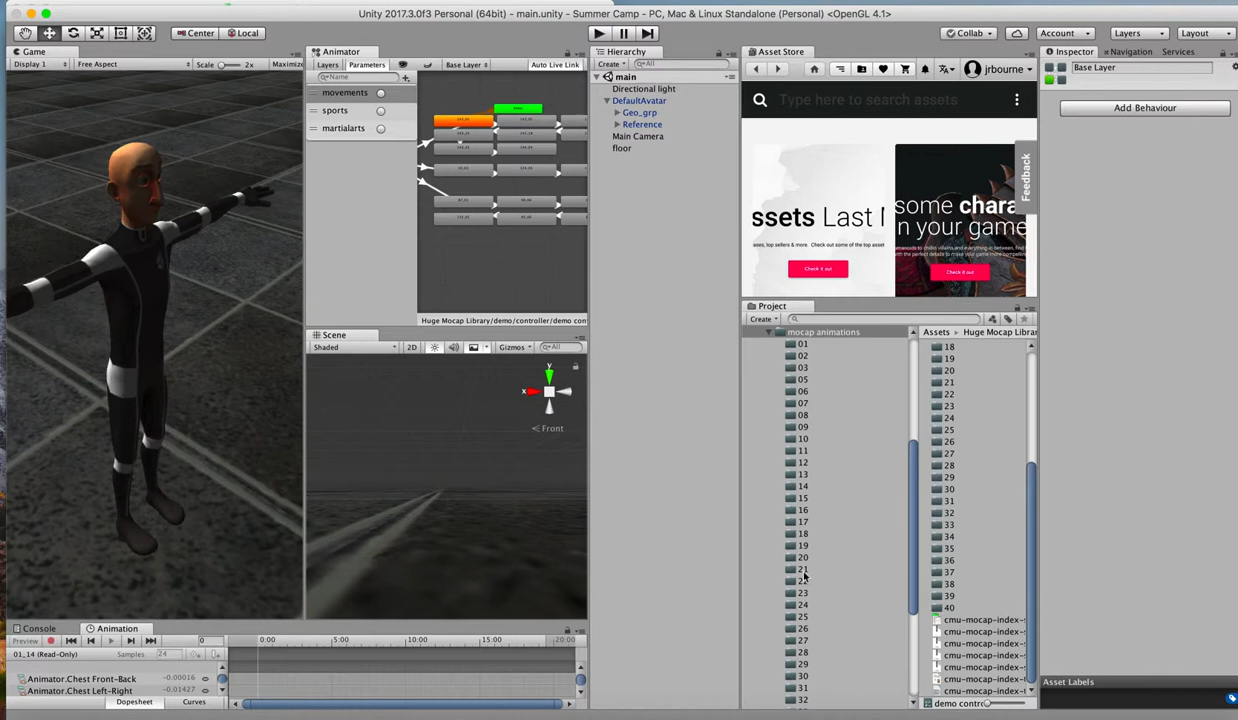 Unity 2017.3.0f3 Personal (64bit) - main.unity - Summer Camp - PC, Mac & Linux Standalone (Personal) <OpenGL 4.1>
Center Local
Collab Account Layers Layout
Game
Display 1 Free Aspect Scale 2x Maximize
Animator
Layers Parameters Base Layer Auto Live Link
Name
movements
sports
martialarts
Huge Mocap Library/demo/controller/demo con
Scene
Shaded 2D Gizmos All
y
x
Front
Console Animation
Preview 0 0:00 5:00 10:00 15:00 20:00
01_14 (Read-Only) Samples 24
Animator.Chest Front-Back -0.00016
Animator.Chest Left-Right -0.01427
Dopesheet Curves
Hierarchy
Create All
main
Directional light
DefaultAvatar
Geo_grp
Reference
Main Camera
floor
Asset Store
jrbourne
Type here to search assets
Feedback
assets Last
some chara
n your game
Check it out
Check it out
Project
Create
mocap animations
01
02
03
05
06
07
08
09
10
11
12
13
14
15
16
17
18
19
20
21
22
23
24
25
26
27
28
29
30
31
32
Assets Huge Mocap Librar
18
19
20
21
22
23
24
25
26
27
28
29
30
31
32
33
34
35
36
37
38
39
40
cmu-mocap-index-s
cmu-mocap-index-s
cmu-mocap-index-s
cmu-mocap-index-s
cmu-mocap-index-s
cmu-mocap-index-t
cmu-mocap-index-t
demo contro
Inspector Navigation Services
Base Layer
Add Behaviour
Asset Labels